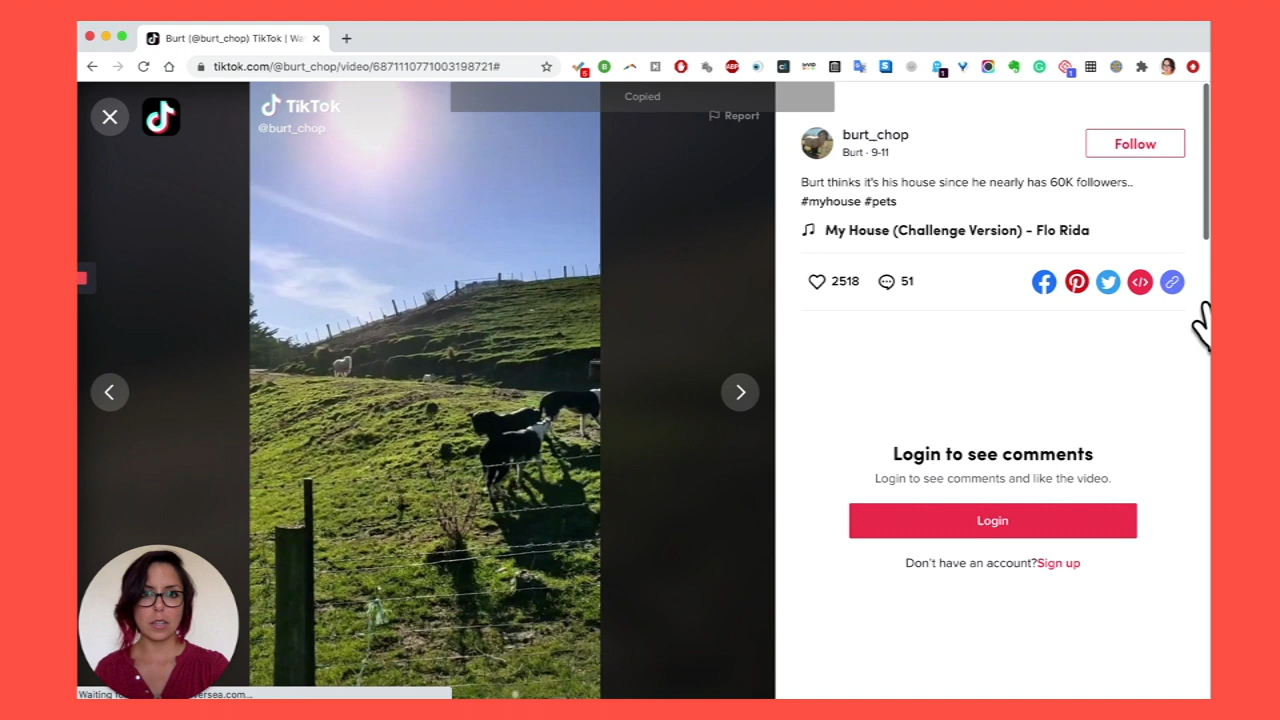 Burt (@burt_chop) TikTok | Wa
tiktok.com/@burt_chop/video/6871110771003198721#
Copied
TikTok
@burt_chop
Report
burt_chop
Burt · 9-11
Follow
Burt thinks it's his house since he nearly has 60K followers..
#myhouse #pets
My House (Challenge Version) - Flo Rida
2518
51
Login to see comments
Login to see comments and like the video.
Login
Don't have an account?Sign up